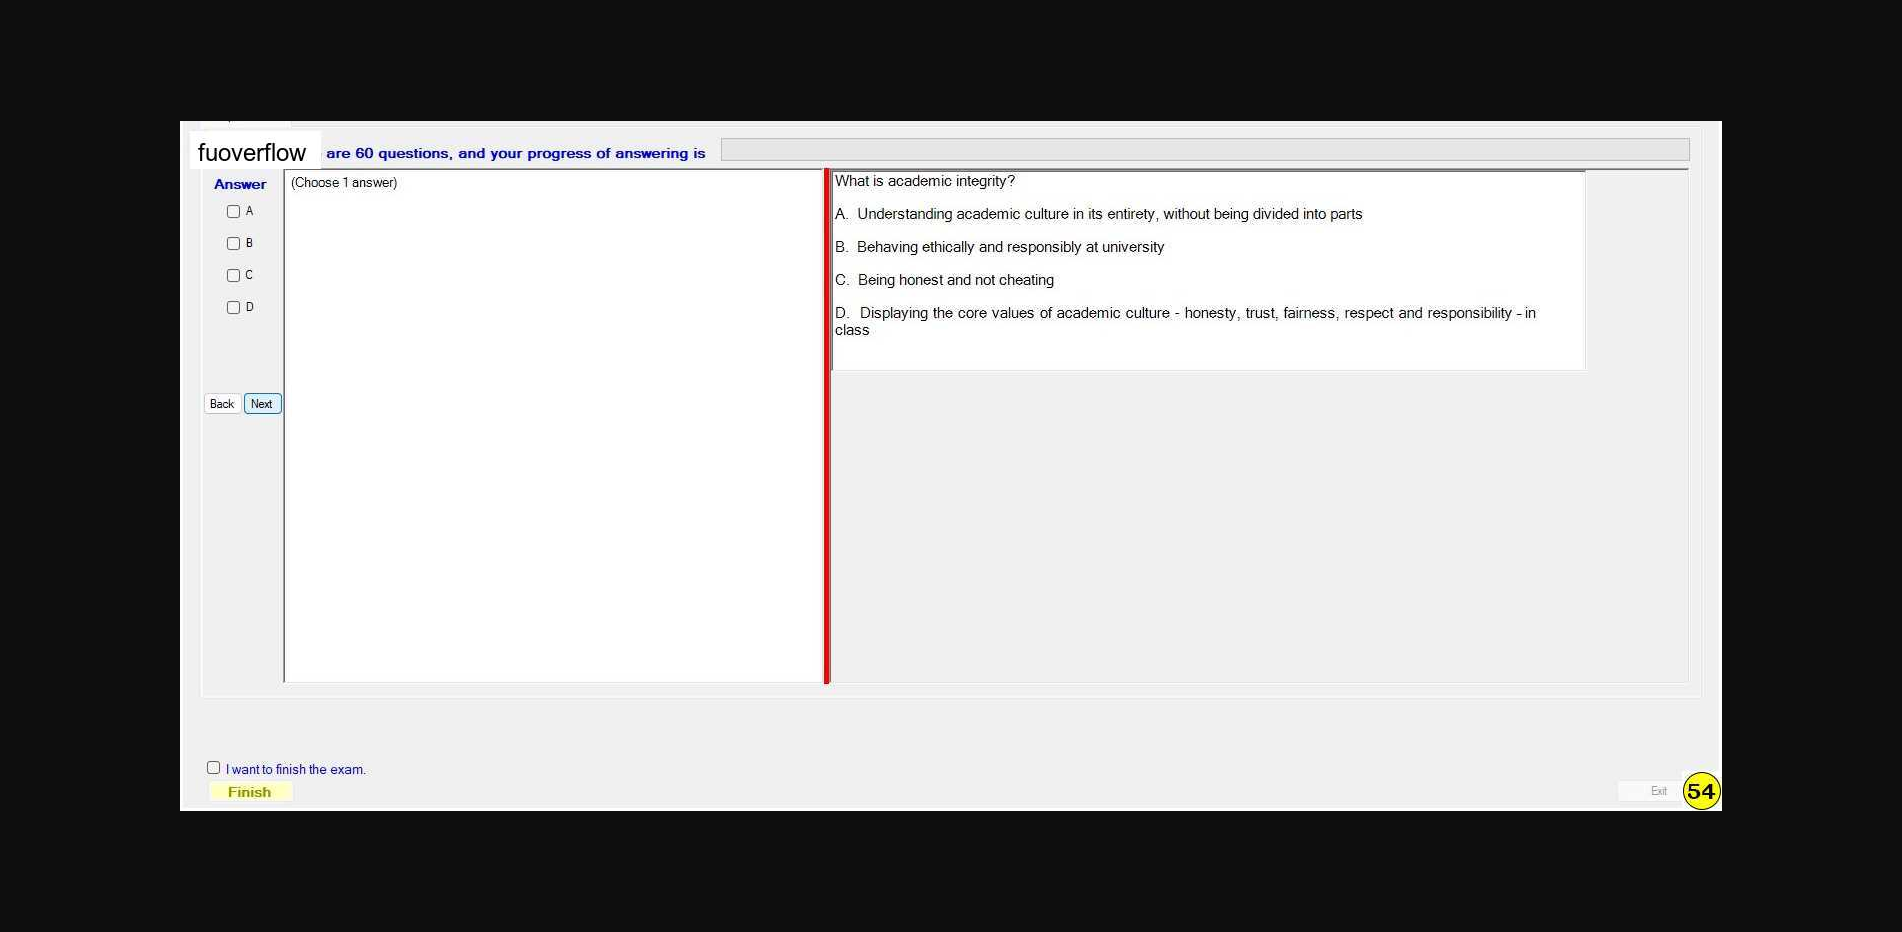 fuoverflow are 60 questions, and your progress of answering is
Answer
A
B
C
D
Back Next
(Choose 1 answer)
What is academic integrity?
A. Understanding academic culture in its entirety, without being divided into parts
B. Behaving ethically and responsibly at university
C. Being honest and not cheating
D. Displaying the core values of academic culture - honesty, trust, fairness, respect and responsibility - in
class
I want to finish the exam.
Finish
Exit
54